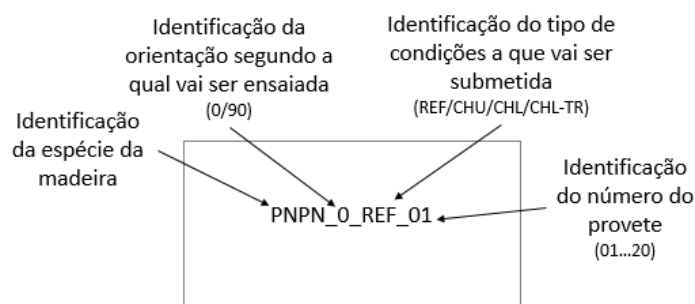 Identificação da
orientação segundo a
qual vai ser ensaiada
(0/90)
Identificação do tipo de
condições a que vai ser
submetida
(REF/CHU/CHL/CHL-TR)
Identificação
da espécie da
madeira
PNPN_0_REF_01
Identificação
do número do
provete
(01...20)